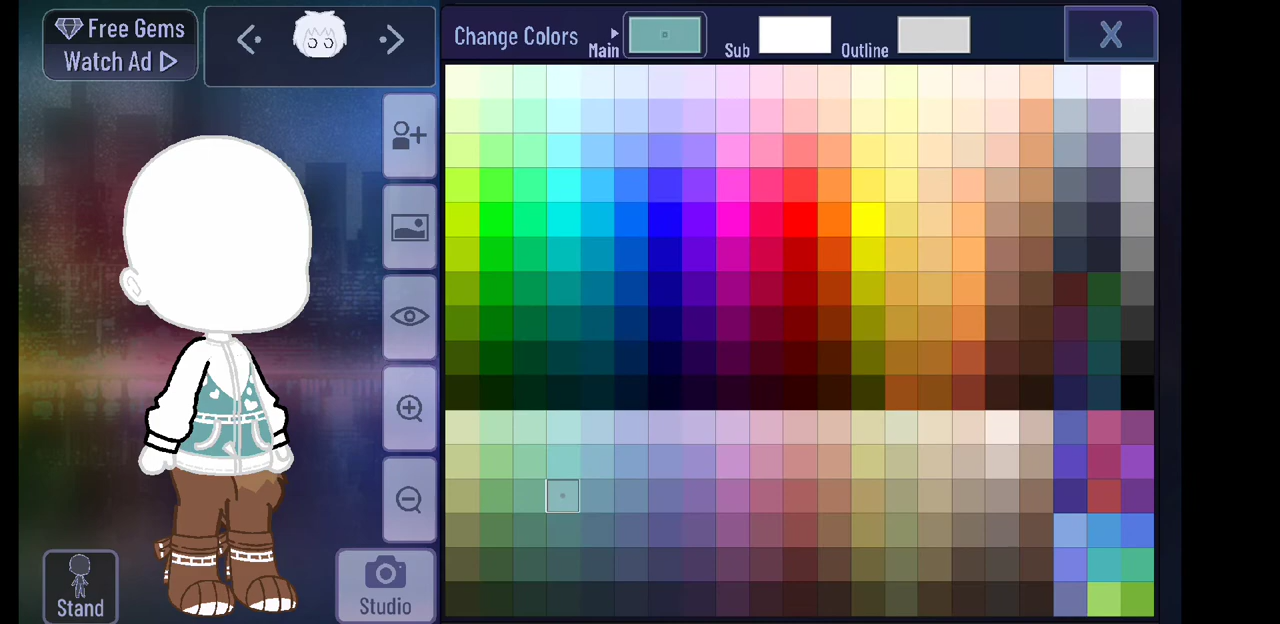 Free Gems
Watch Ad
Change Colors
Main
Sub
Outline
X
Stand
Studio